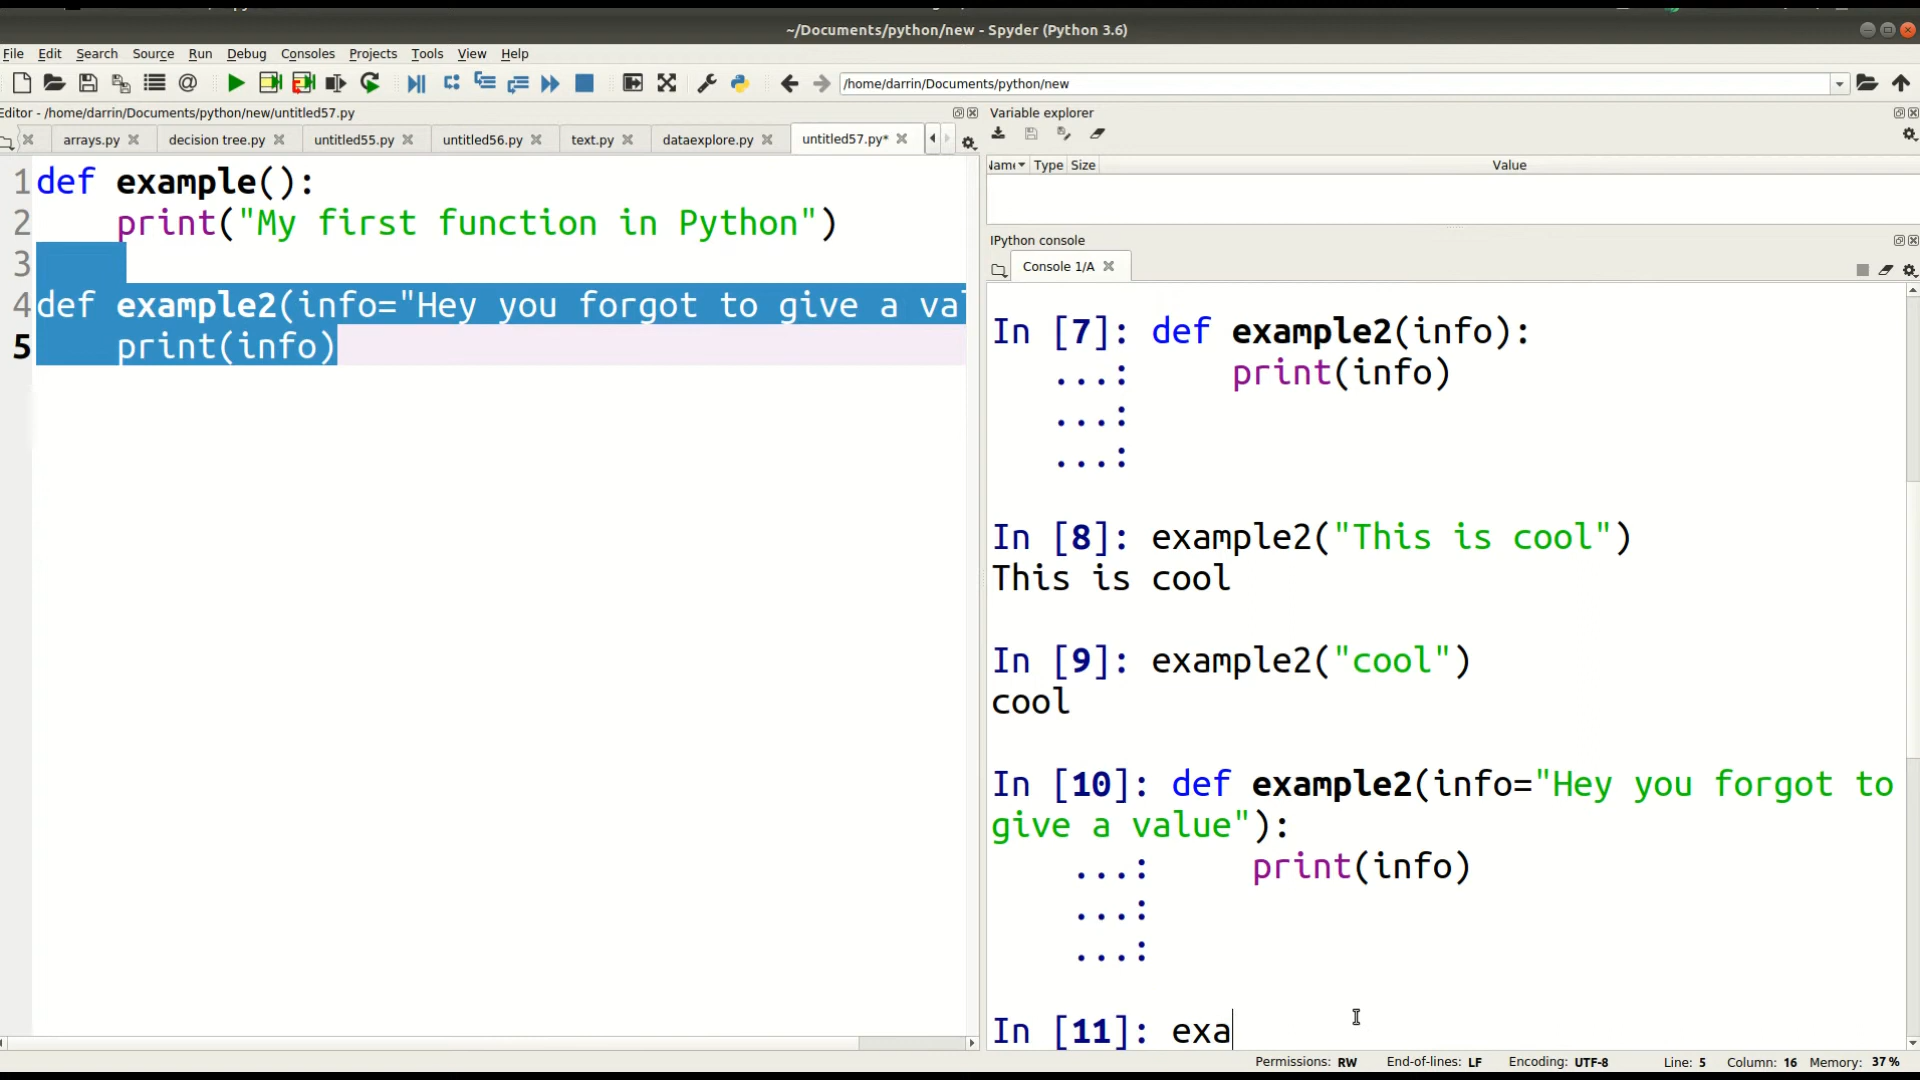 ~/Documents/python/new - Spyder (Python 3.6)
File Edit Search Source Run Debug Consoles Projects Tools View Help
/home/darrin/Documents/python/new
Editor - /home/darrin/Documents/python/new/untitled57.py
arrays.py decision tree.py untitled55.py untitled56.py text.py dataexplore.py untitled57.py*
1 def example():
2     print("My first function in Python")
3
4 def example2(info="Hey you forgot to give a val
5     print(info)
Variable explorer
Name Type Size Value
IPython console
Console 1/A
In [7]: def example2(info):
   ...:     print(info)
   ...:
   ...:
In [8]: example2("This is cool")
This is cool
In [9]: example2("cool")
cool
In [10]: def example2(info="Hey you forgot to
give a value"):
    ...:     print(info)
    ...:
    ...:
In [11]: exa
Permissions: RW End-of-lines: LF Encoding: UTF-8 Line: 5 Column: 16 Memory: 37 %